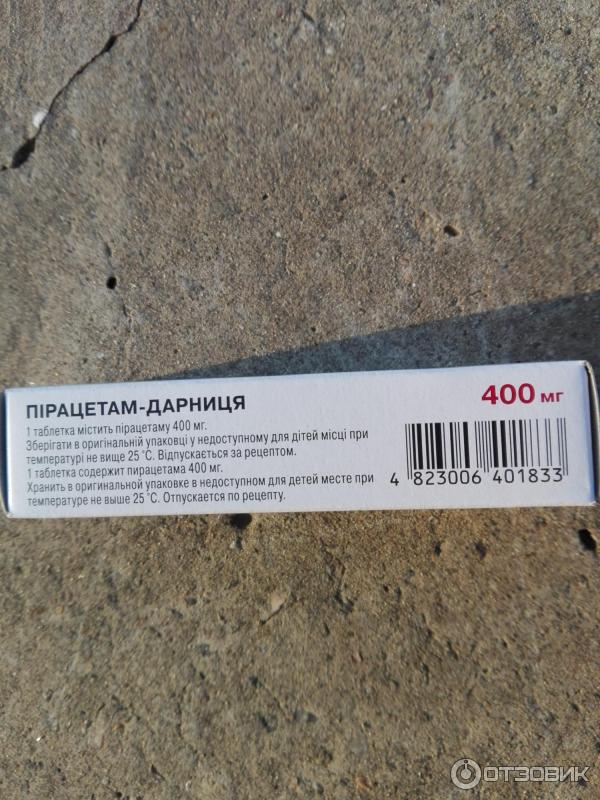 ПІРАЦЕТАМ-ДАРНИЦЯ
400 мг
1 таблетка містить пірацетаму 400 мг.
Зберігати в оригінальній упаковці у недоступному для дітей місці при
температурі не вище 25 °С. Відпускається за рецептом.
1 таблетка содержит пирацетама 400 мг.
Хранить в оригинальной упаковке в недоступном для детей месте при
температуре не выше 25 °С. Отпускается по рецепту.
4 823006 401833
ОТЗОВИК